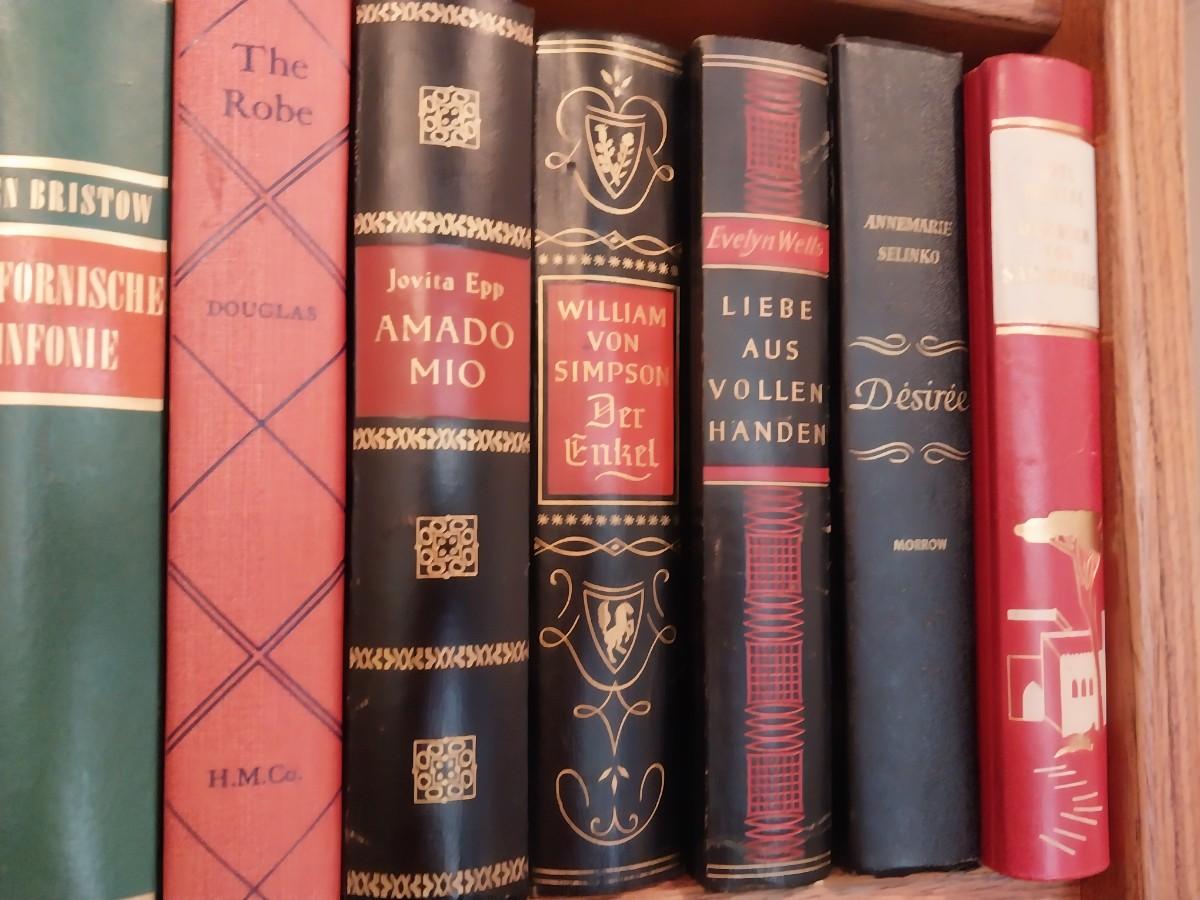 N BRISTOW
FORNISCHE
INFONIE
The
Robe
DOUGLAS
H.M.Co.
Jovita Epp
AMADO
MIO
WILLIAM
VON
SIMPSON
Der
Enkel
Evelyn Wells
LIEBE
AUS
VOLLEN
HANDEN
ANNEMARIE
SELINKO
Désirée
MORROW